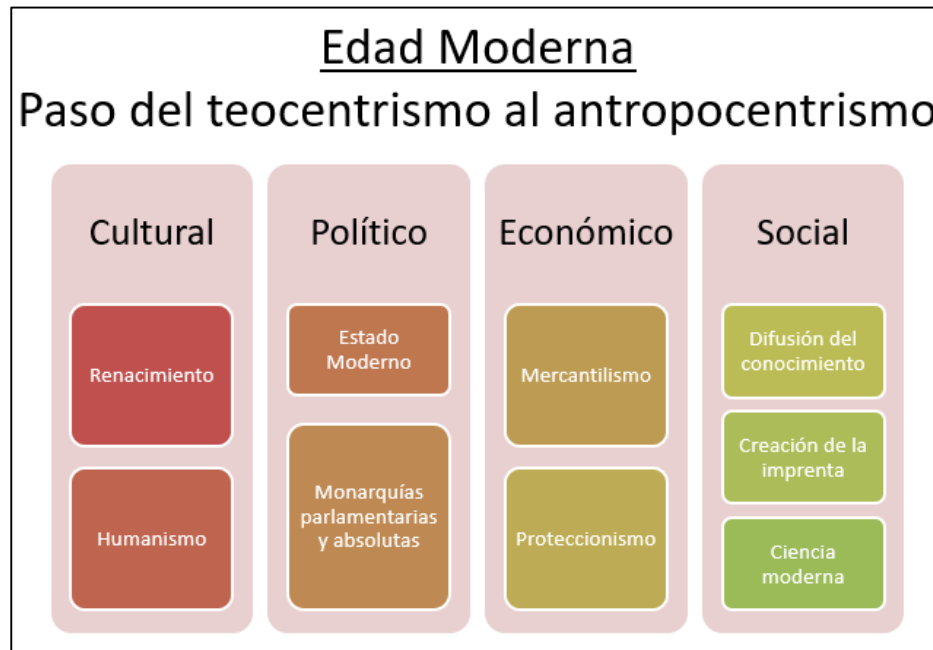 Edad Moderna
Paso del teocentrismo al antropocentrismo
Cultural
Renacimiento
Humanismo
Político
Estado
Moderno
Monarquías
parlamentarias
y absolutas
Económico
Mercantilismo
Proteccionismo
Social
Difusión del
conocimiento
Creación de la
imprenta
Ciencia
moderna